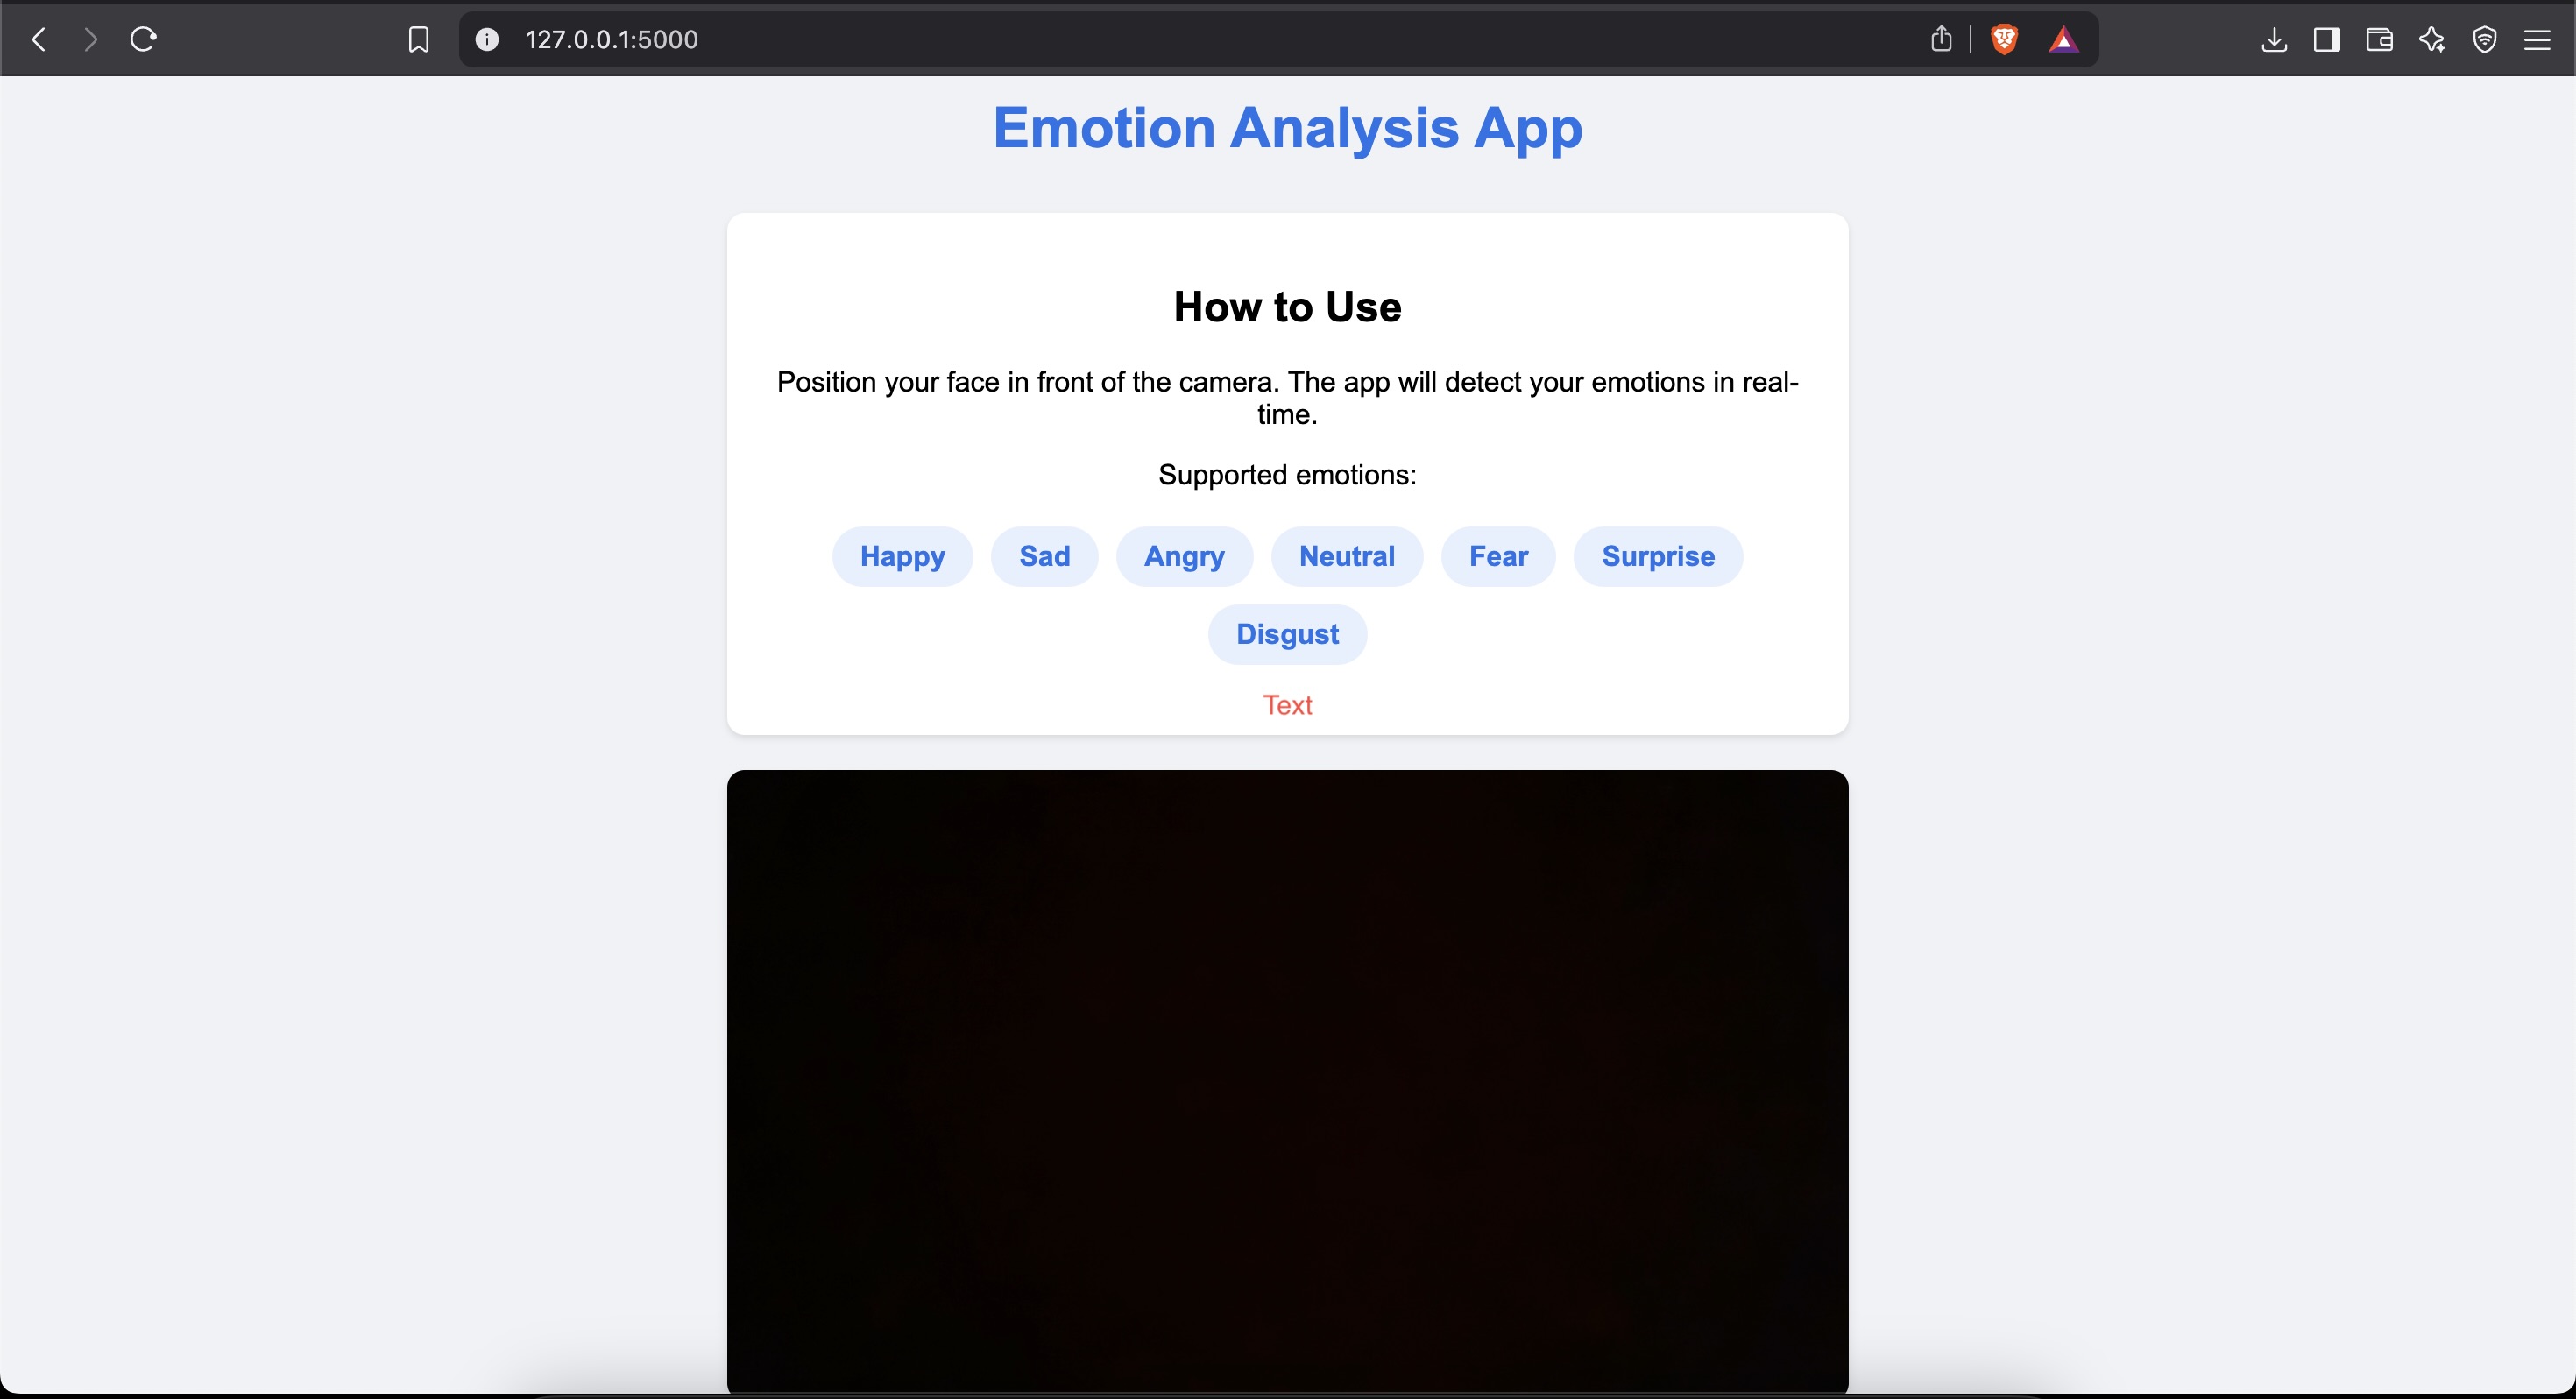 127.0.0.1:5000
Emotion Analysis App
How to Use
Position your face in front of the camera. The app will detect your emotions in real-
time.
Supported emotions:
Happy Sad Angry Neutral Fear Surprise
Disgust
Text